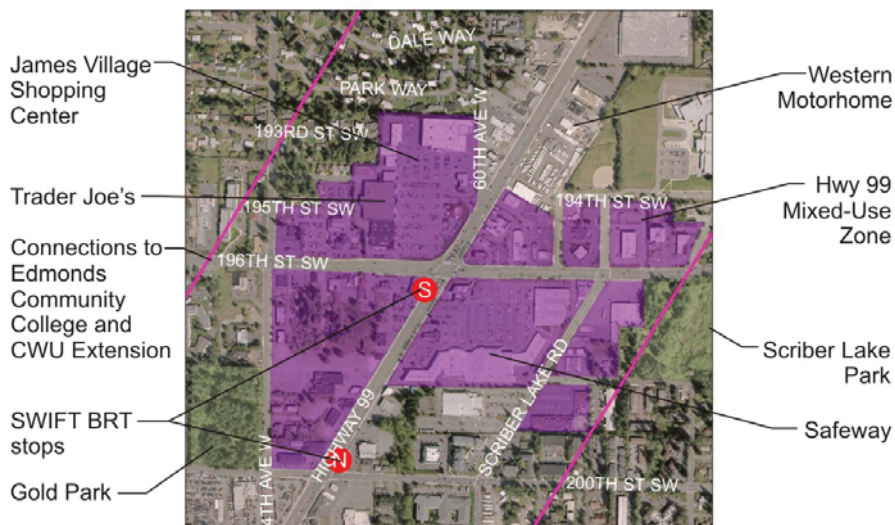 James Village
Shopping
Center
Trader Joe's
Connections to
Edmonds
Community
College and
CWU Extension
SWIFT BRT
stops
Gold Park
DALE WAY
PARK WAY
193RD ST SW
60TH AVE W
195TH ST SW
194TH ST SW
196TH ST SW
S
HIGHWAY 99
SCRIBER LAKE RD
N
4TH AVE W
200TH ST SW
Western
Motorhome
Hwy 99
Mixed-Use
Zone
Scriber Lake
Park
Safeway